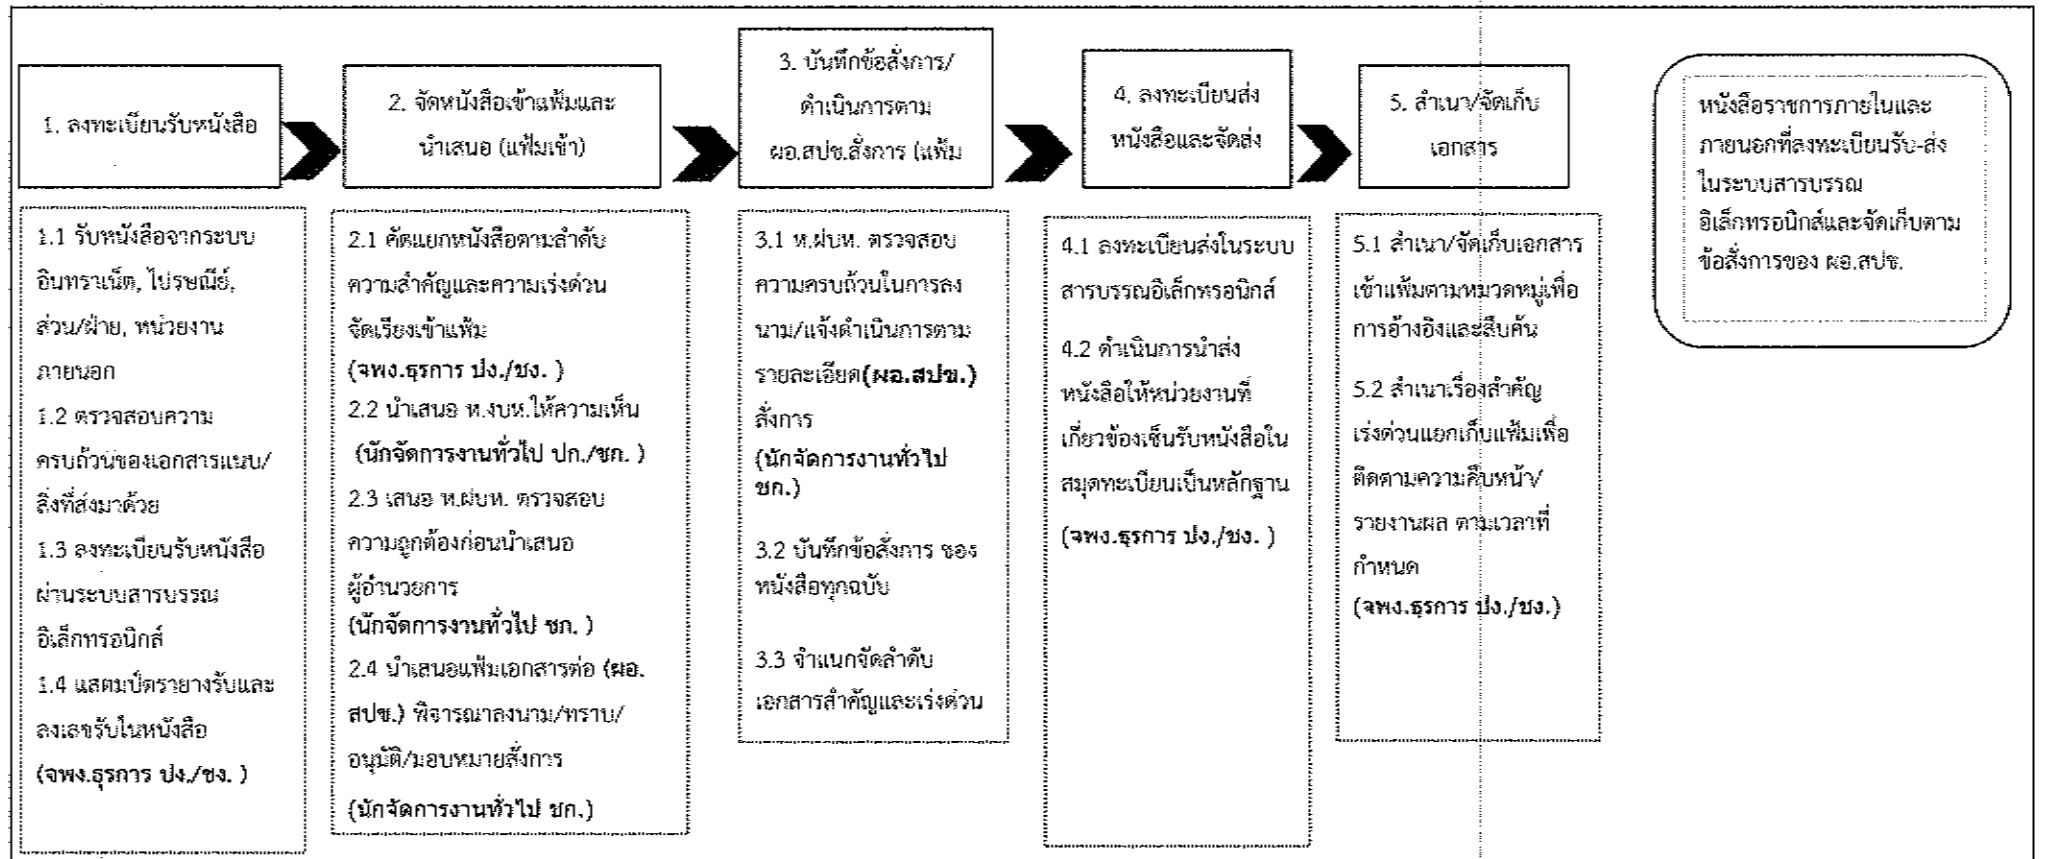 1. ลงทะเบียนรับหนังสือ
2. จัดหนังสือเข้าแฟ้มและ
นำเสนอ (แฟ้มเข้า)
3. บันทึกข้อสั่งการ/
ดำเนินการตาม
ผอ.สปข.สั่งการ (แฟ้ม
4. ลงทะเบียนส่ง
หนังสือและจัดส่ง
5. สำเนา/จัดเก็บ
เอกสาร
หนังสือราชการภายในและ
ภายนอกที่ลงทะเบียนรับ-ส่ง
ในระบบสารบรรณ
อิเล็กทรอนิกส์และจัดเก็บตาม
ข้อสั่งการของ ผอ.สปข.
1.1 รับหนังสือจากระบบ
อินทราเน็ต, ไปรษณีย์,
ส่วน/ฝ่าย, หน่วยงาน
ภายนอก
1.2 ตรวจสอบความ
ครบถ้วนของเอกสารแนบ/
สิ่งที่ส่งมาด้วย
1.3 ลงทะเบียนรับหนังสือ
ผ่านระบบสารบรรณ
อิเล็กทรอนิกส์
1.4 แสตมป์ตรายางรับและ
ลงเลขรับในหนังสือ
(จพง.ธุรการ ปง./ชง. )
2.1 คัดแยกหนังสือตามลำดับ
ความสำคัญและความเร่งด่วน
จัดเรียงเข้าแฟ้ม
(จพง.ธุรการ ปง./ชง. )
2.2 นำเสนอ ห.งบห.ให้ความเห็น
(นักจัดการงานทั่วไป ปก./ชก. )
2.3 เสนอ ห.ฝบห. ตรวจสอบ
ความถูกต้องก่อนนำเสนอ
ผู้อำนวยการ
(นักจัดการงานทั่วไป ชก. )
2.4 นำเสนอแฟ้มเอกสารต่อ (ผอ.
สปข.) พิจารณาลงนาม/ทราบ/
อนุมัติ/มอบหมายสั่งการ
(นักจัดการงานทั่วไป ชก.)
3.1 ห.ฝบห. ตรวจสอบ
ความครบถ้วนในการลง
นาม/แจ้งดำเนินการตาม
รายละเอียด(ผอ.สปข.)
สั่งการ
(นักจัดการงานทั่วไป
ชก.)
3.2 บันทึกข้อสั่งการ ของ
หนังสือทุกฉบับ
3.3 จำแนกจัดลำดับ
เอกสารสำคัญและเร่งด่วน
4.1 ลงทะเบียนส่งในระบบ
สารบรรณอิเล็กทรอนิกส์
4.2 ดำเนินการนำส่ง
หนังสือให้หน่วยงานที่
เกี่ยวข้องเซ็นรับหนังสือใน
สมุดทะเบียนเป็นหลักฐาน
(จพง.ธุรการ ปง./ชง. )
5.1 สำเนา/จัดเก็บเอกสาร
เข้าแฟ้มตามหมวดหมู่เพื่อ
การอ้างอิงและสืบค้น
5.2 สำเนาเรื่องสำคัญ
เร่งด่วนแยกเก็บแฟ้มเพื่อ
ติดตามความคืบหน้า/
รายงานผล ตามเวลาที่
กำหนด
(จพง.ธุรการ ปง./ชง.)